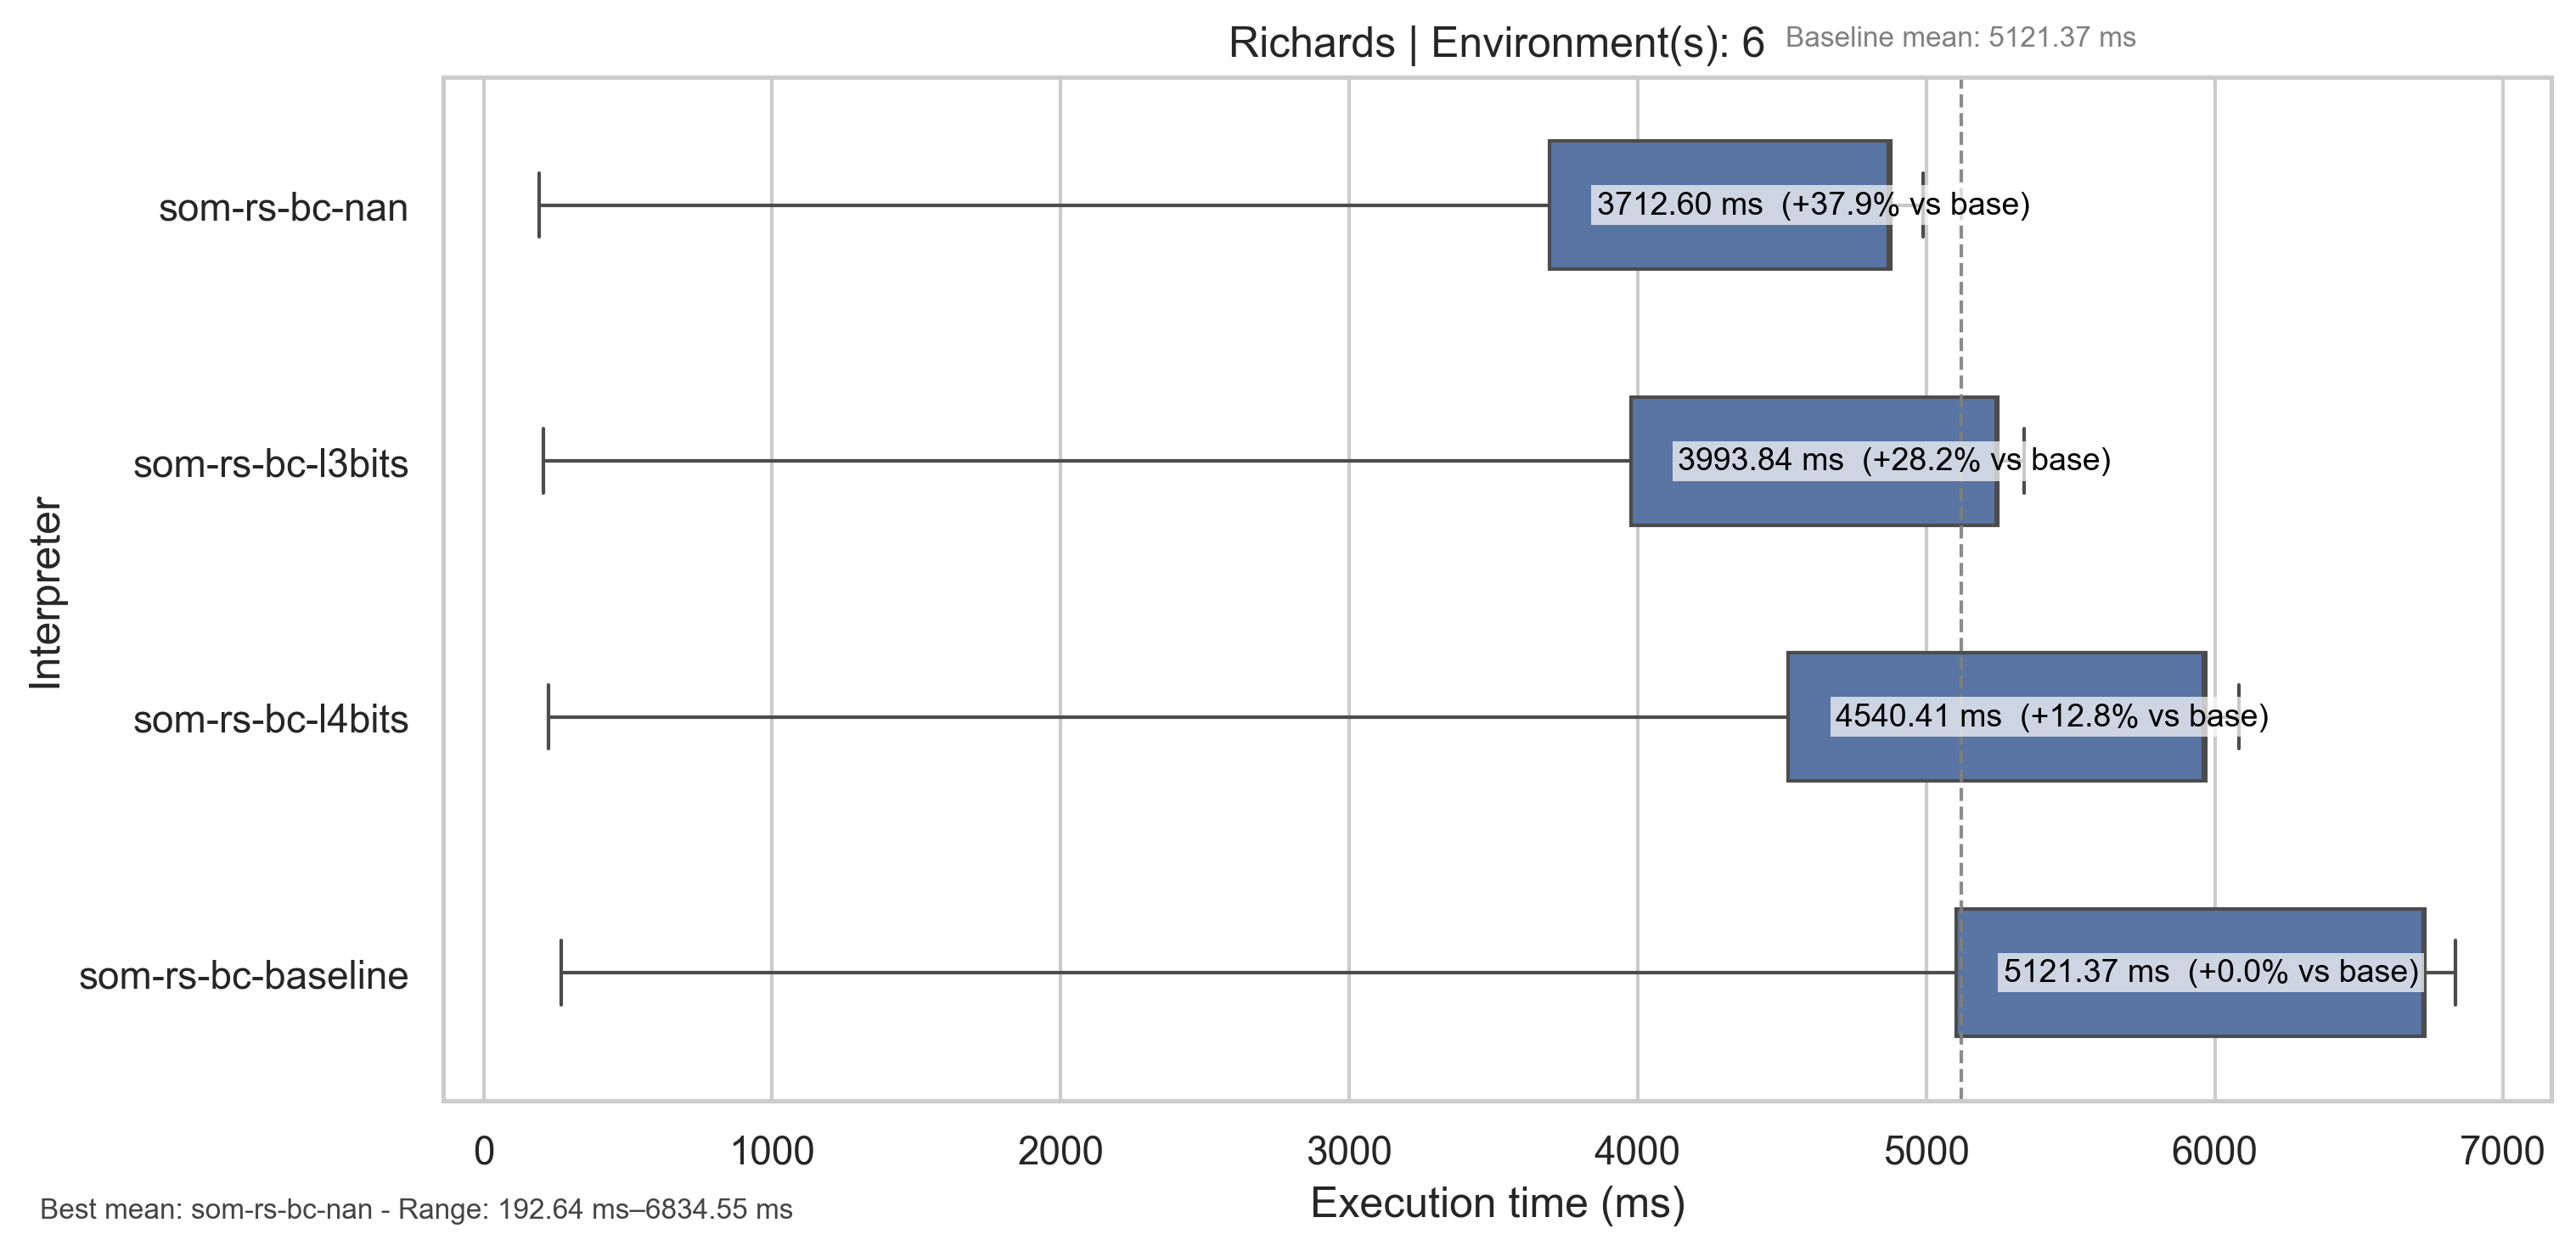 Richards | Environment(s): 6 Baseline mean: 5121.37 ms
som-rs-bc-nan
3712.60 ms (+37.9% vs base)
som-rs-bc-l3bits
3993.84 ms (+28.2% vs base)
som-rs-bc-l4bits
4540.41 ms (+12.8% vs base)
som-rs-bc-baseline
5121.37 ms (+0.0% vs base)
Interpreter
0 1000 2000 3000 4000 5000 6000 7000
Execution time (ms)
Best mean: som-rs-bc-nan - Range: 192.64 ms–6834.55 ms